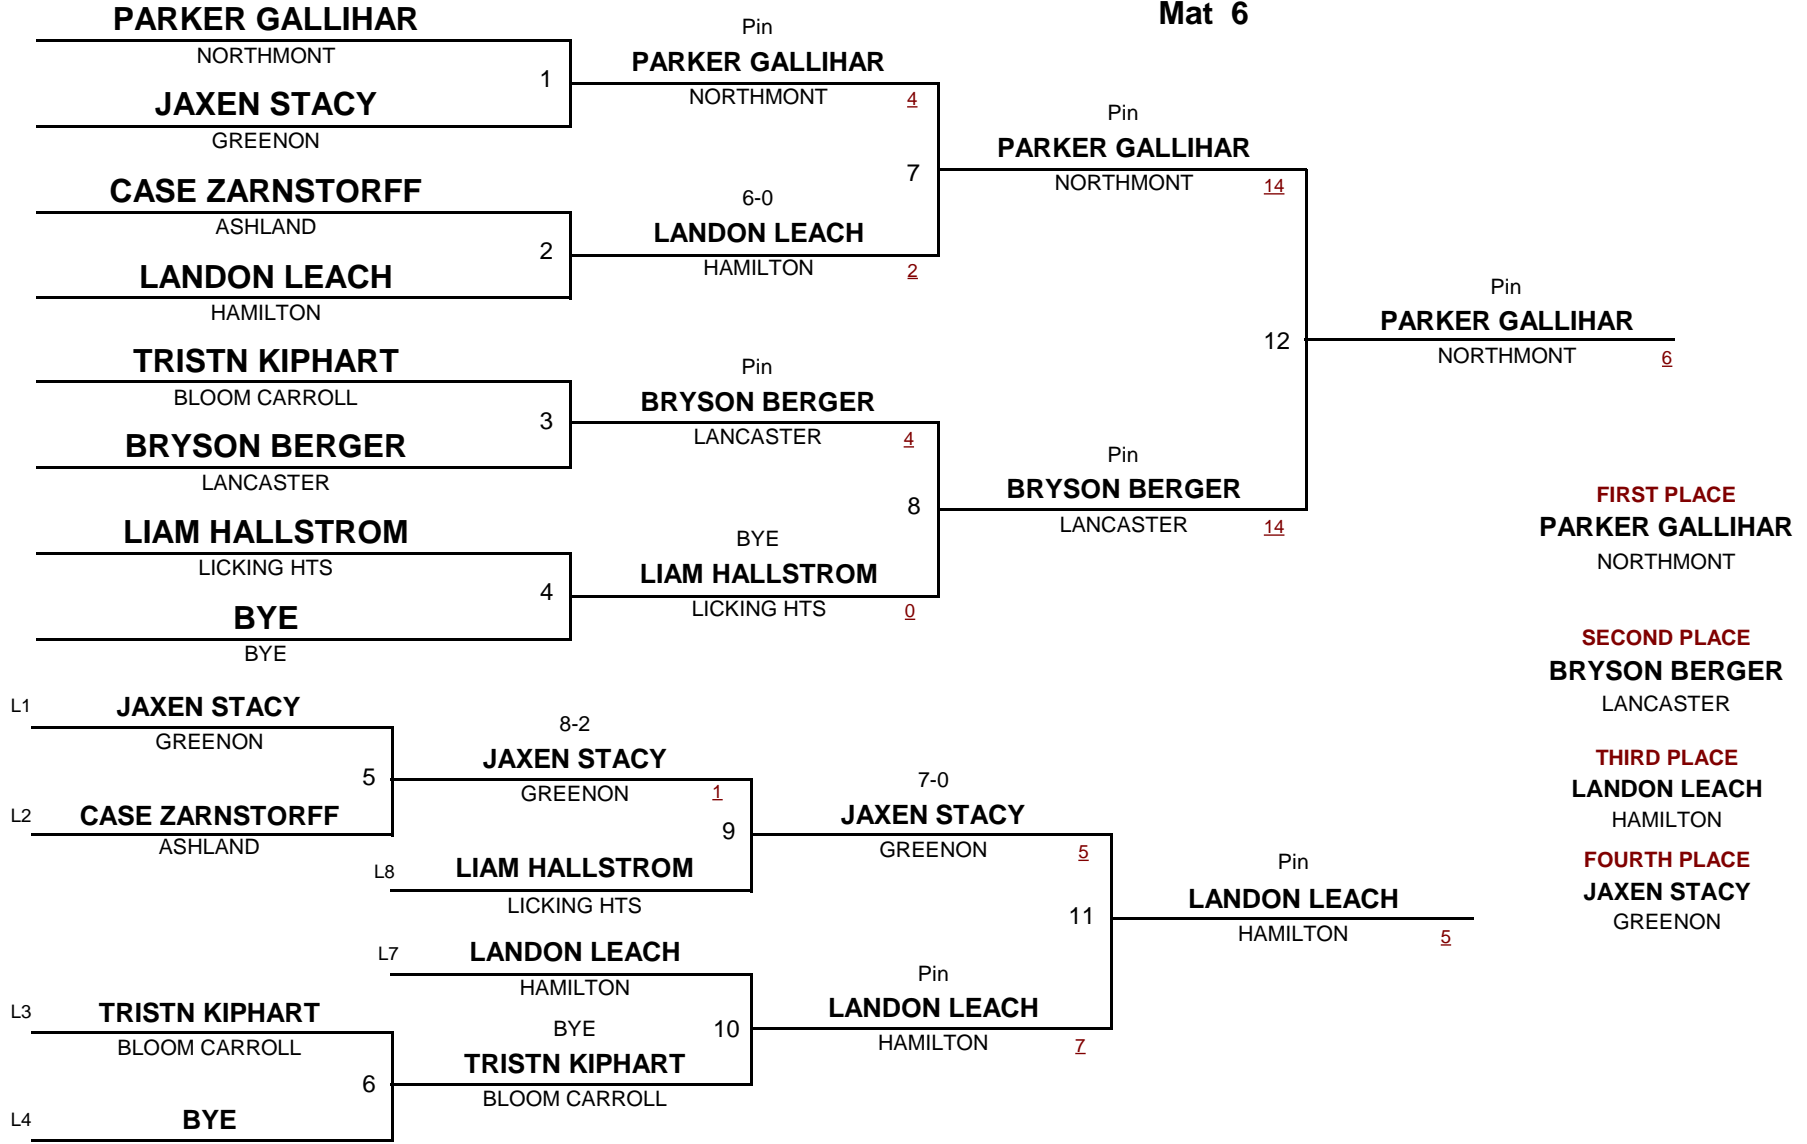 Mat 6
PARKER GALLIHAR
NORTHMONT
1
JAXEN STACY
GREENON
CASE ZARNSTORFF
ASHLAND
2
LANDON LEACH
HAMILTON
TRISTN KIPHART
BLOOM CARROLL
3
BRYSON BERGER
LANCASTER
LIAM HALLSTROM
LICKING HTS
4
BYE
BYE
Pin
PARKER GALLIHAR
NORTHMONT 4
7
6-0
LANDON LEACH
HAMILTON 2
Pin
BRYSON BERGER
LANCASTER 4
8
BYE
LIAM HALLSTROM
LICKING HTS 0
Pin
PARKER GALLIHAR
NORTHMONT 14
12
Pin
BRYSON BERGER
LANCASTER 14
Pin
PARKER GALLIHAR
NORTHMONT 6
FIRST PLACE
PARKER GALLIHAR
NORTHMONT
SECOND PLACE
BRYSON BERGER
LANCASTER
THIRD PLACE
LANDON LEACH
HAMILTON
FOURTH PLACE
JAXEN STACY
GREENON
L1 JAXEN STACY
GREENON
5
L2 CASE ZARNSTORFF
ASHLAND
L3 TRISTN KIPHART
BLOOM CARROLL
6
L4 BYE
8-2
JAXEN STACY
GREENON 1
9
L8 LIAM HALLSTROM
LICKING HTS
L7 LANDON LEACH
HAMILTON
BYE 10
TRISTN KIPHART
BLOOM CARROLL
7-0
JAXEN STACY
GREENON 5
11
Pin
LANDON LEACH
HAMILTON 7
Pin
LANDON LEACH
HAMILTON 5